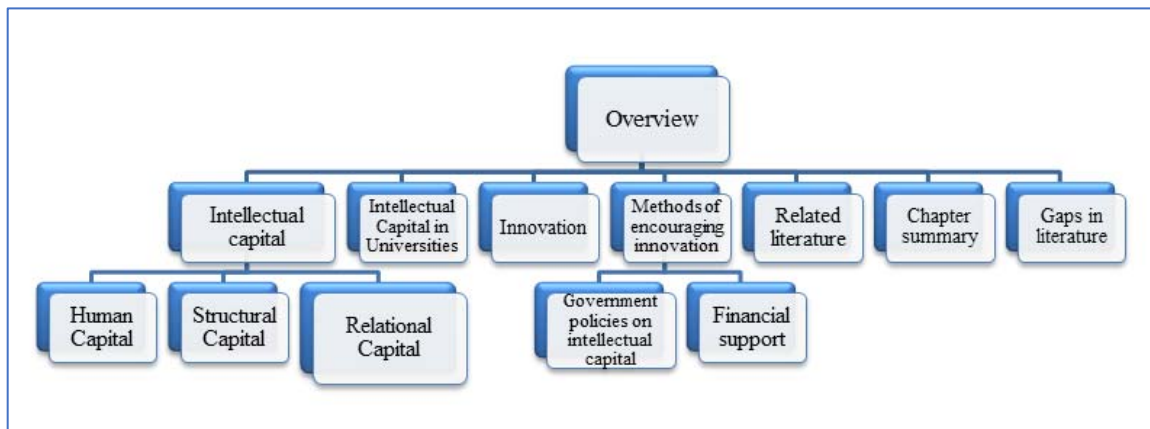 Overview
Intellectual
capital
Intellectual
Capital in
Universities
Innovation
Methods of
encouraging
innovation
Related
literature
Chapter
summary
Gaps in
literature
Human
Capital
Structural
Capital
Relational
Capital
Government
policies on
intellectual
capital
Financial
support